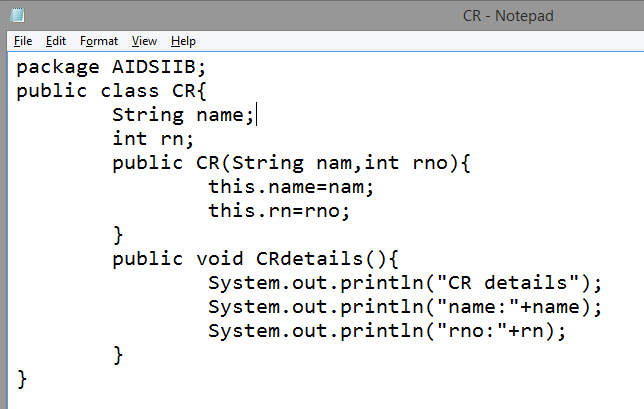 CR - Notepad
File Edit Format View Help
package AIDSIIB;
public class CR{
String name;
int rn;
public CR(String nam,int rno){
this.name=nam;
this.rn=rno;
}
public void CRdetails(){
System.out.println("CR details");
System.out.println("name:"+name);
System.out.println("rno:"+rn);
}
}